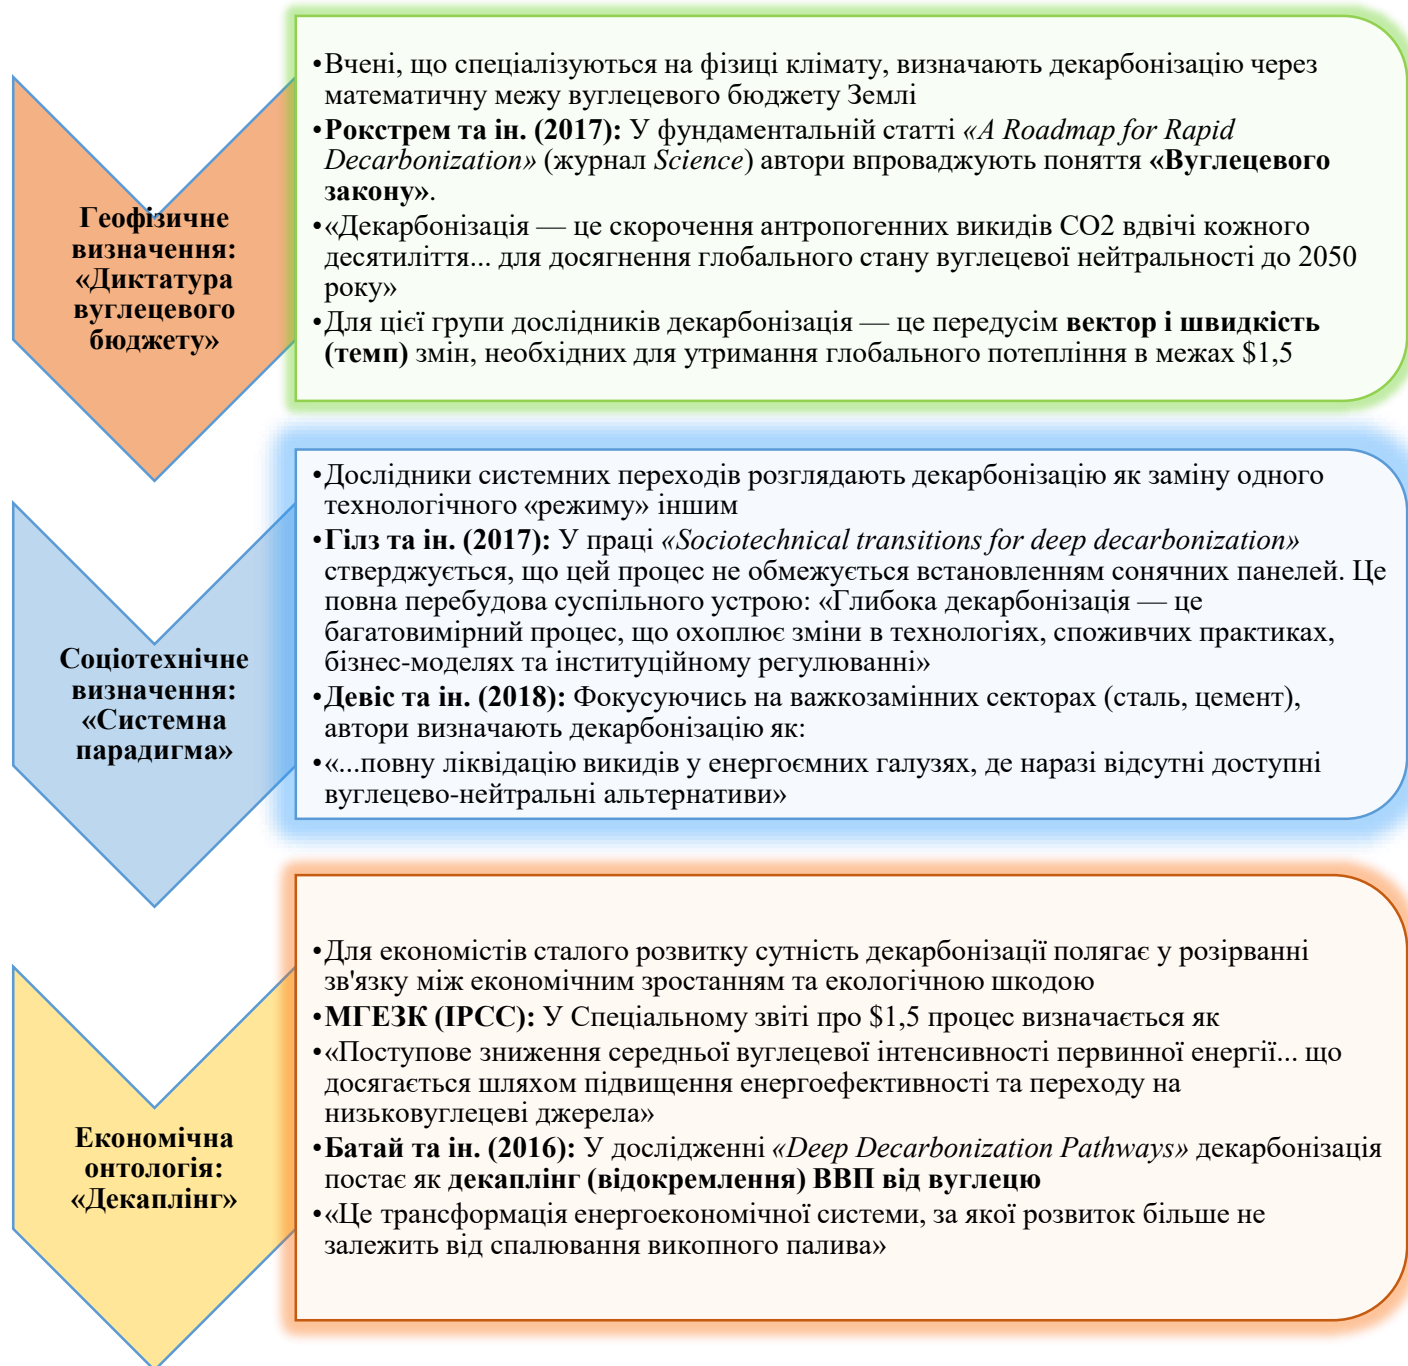 Геофізичне
визначення:
«Диктатура
вуглецевого
бюджету»
•Вчені, що спеціалізуються на фізиці клімату, визначають декарбонізацію через
математичну межу вуглецевого бюджету Землі
•Рокстрем та ін. (2017): У фундаментальній статті «A Roadmap for Rapid
Decarbonization» (журнал Science) автори впроваджують поняття «Вуглецевого
закону».
•«Декарбонізація — це скорочення антропогенних викидів CO2 вдвічі кожного
десятиліття... для досягнення глобального стану вуглецевої нейтральності до 2050
року»
•Для цієї групи дослідників декарбонізація — це передусім вектор і швидкість
(темп) змін, необхідних для утримання глобального потепління в межах $1,5
Соціотехнічне
визначення:
«Системна
парадигма»
•Дослідники системних переходів розглядають декарбонізацію як заміну одного
технологічного «режиму» іншим
•Гілз та ін. (2017): У праці «Sociotechnical transitions for deep decarbonization»
стверджується, що цей процес не обмежується встановленням сонячних панелей. Це
повна перебудова суспільного устрою: «Глибока декарбонізація — це
багатовимірний процес, що охоплює зміни в технологіях, споживчих практиках,
бізнес-моделях та інституційному регулюванні»
•Девіс та ін. (2018): Фокусуючись на важкозамінних секторах (сталь, цемент),
автори визначають декарбонізацію як:
•«...повну ліквідацію викидів у енергоємних галузях, де наразі відсутні доступні
вуглецево-нейтральні альтернативи»
Економічна
онтологія:
«Декаплінг»
•Для економістів сталого розвитку сутність декарбонізації полягає у розірванні
зв'язку між економічним зростанням та екологічною шкодою
•МГЕЗК (IPCC): У Спеціальному звіті про $1,5 процес визначається як
•«Поступове зниження середньої вуглецевої інтенсивності первинної енергії... що
досягається шляхом підвищення енергоефективності та переходу на
низьковуглецеві джерела»
•Батай та ін. (2016): У дослідженні «Deep Decarbonization Pathways» декарбонізація
постає як декаплінг (відокремлення) ВВП від вуглецю
•«Це трансформація енергоекономічної системи, за якої розвиток більше не
залежить від спалювання викопного палива»